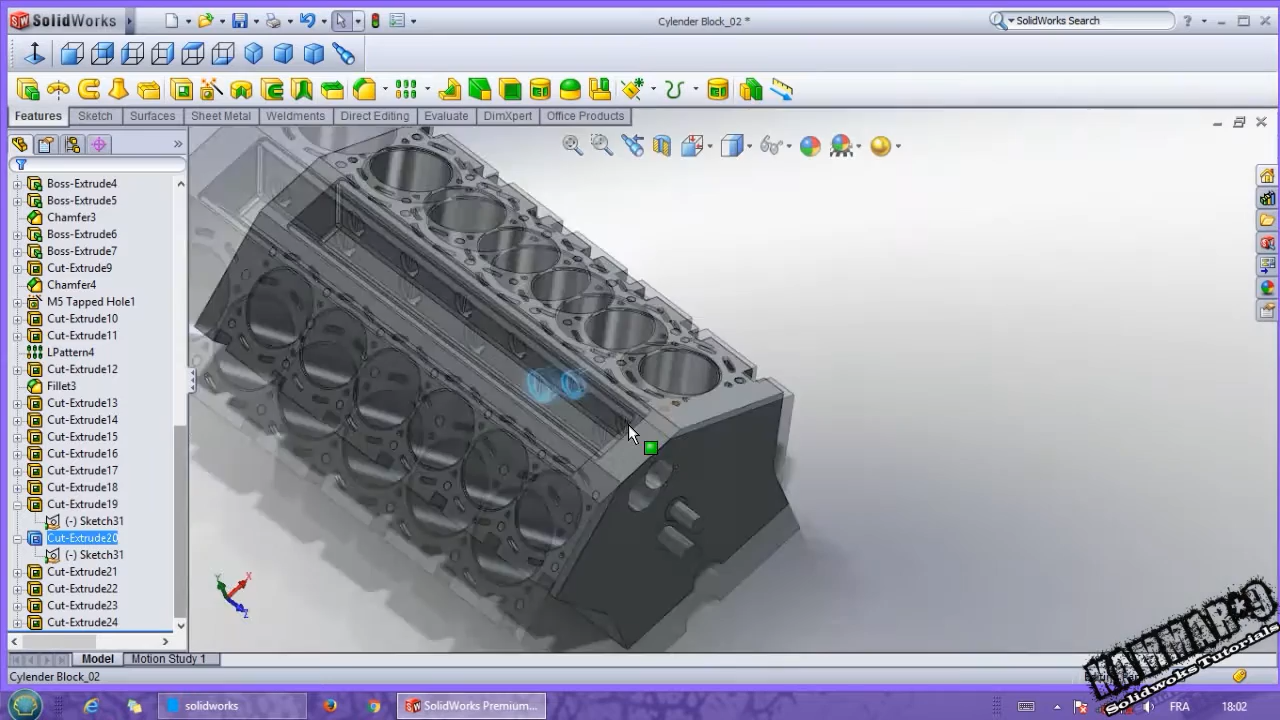 SolidWorks
Cylender Block_02 *
SolidWorks Search
Features
Sketch
Surfaces
Sheet Metal
Weldments
Direct Editing
Evaluate
DimXpert
Office Products
Boss-Extrude4
Boss-Extrude5
Chamfer3
Boss-Extrude6
Boss-Extrude7
Cut-Extrude9
Chamfer4
M5 Tapped Hole1
Cut-Extrude10
Cut-Extrude11
LPattern4
Cut-Extrude12
Fillet3
Cut-Extrude13
Cut-Extrude14
Cut-Extrude15
Cut-Extrude16
Cut-Extrude17
Cut-Extrude18
Cut-Extrude19
(-) Sketch31
Cut-Extrude20
(-) Sketch31
Cut-Extrude21
Cut-Extrude22
Cut-Extrude23
Cut-Extrude24
Y
X
Z
Model
Motion Study 1
Cylender Block_02
HAMMAR*9
Solidwoks Tutorials
solidworks
SolidWorks Premium...
FR
18:02